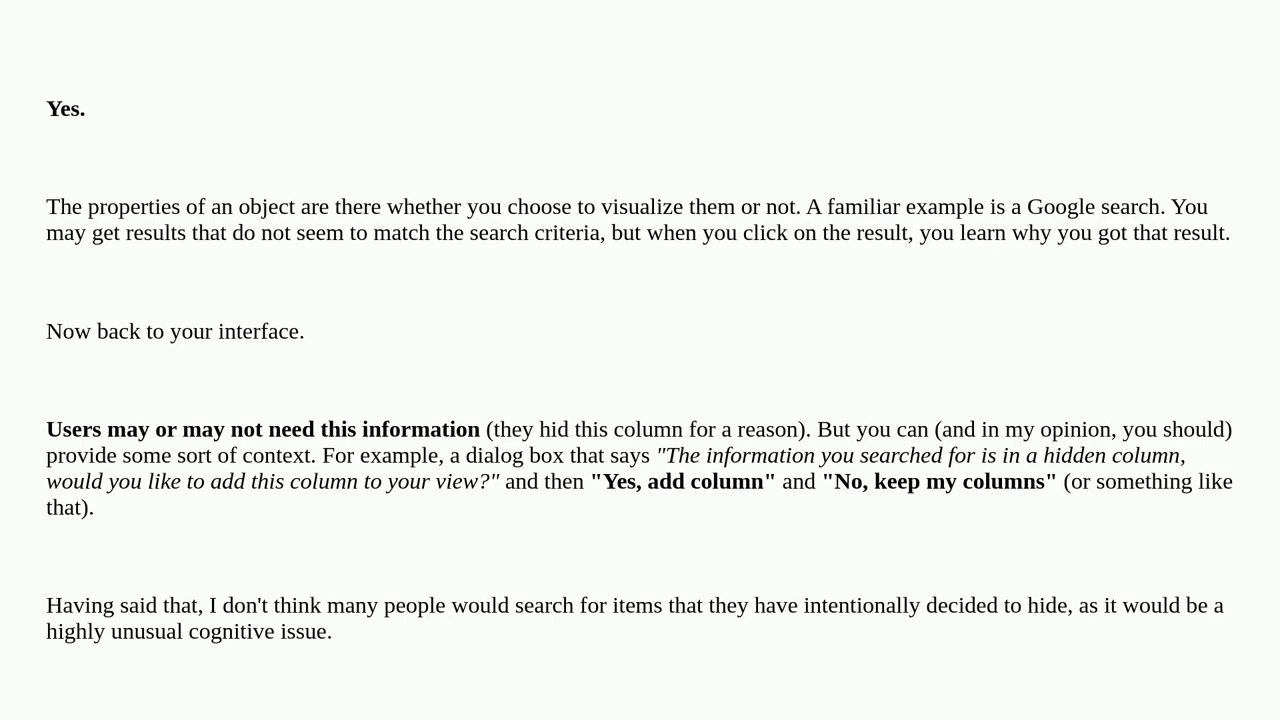 Yes.
The properties of an object are there whether you choose to visualize them or not. A familiar example is a Google search. You
may get results that do not seem to match the search criteria, but when you click on the result, you learn why you got that result.
Now back to your interface.
Users may or may not need this information (they hid this column for a reason). But you can (and in my opinion, you should)
provide some sort of context. For example, a dialog box that says "The information you searched for is in a hidden column,
would you like to add this column to your view?" and then "Yes, add column" and "No, keep my columns" (or something like
that).
Having said that, I don't think many people would search for items that they have intentionally decided to hide, as it would be a
highly unusual cognitive issue.